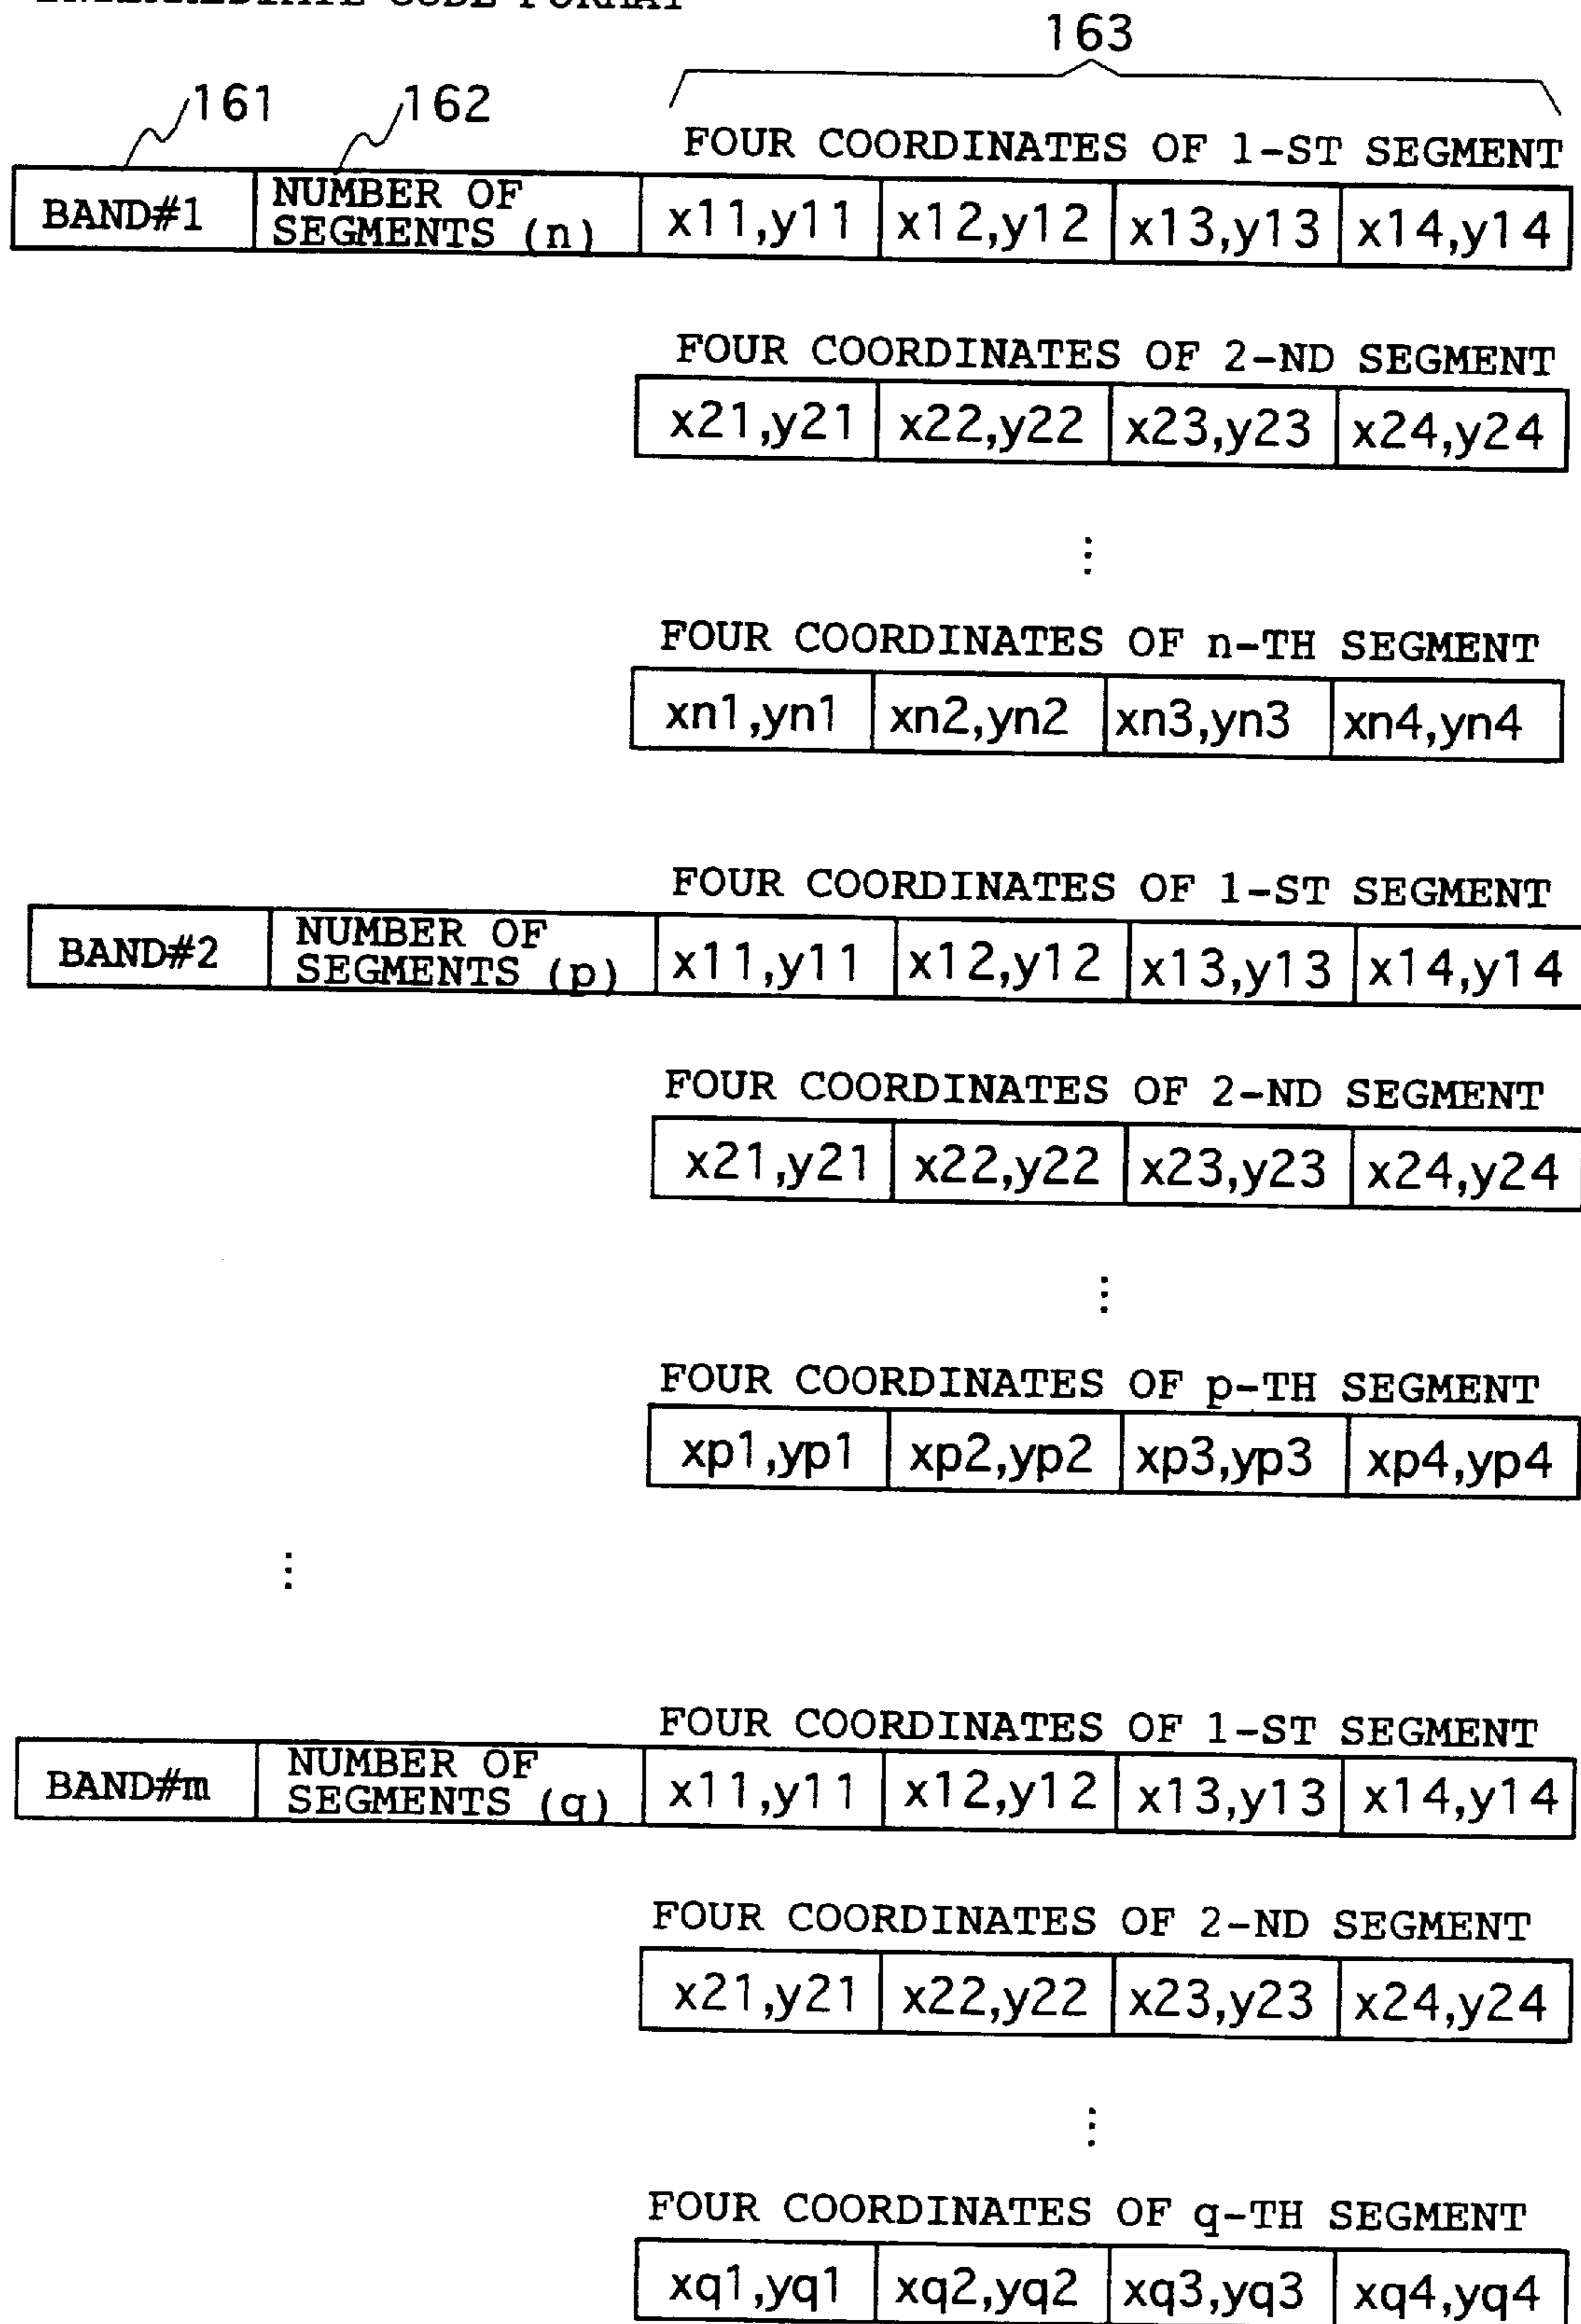 INTERMEDIATE CODE FORMAT
163
161 162
FOUR COORDINATES OF 1-ST SEGMENT
BAND#1 NUMBER OF SEGMENTS (n) x11,y11 x12,y12 x13,y13 x14,y14
FOUR COORDINATES OF 2-ND SEGMENT
x21,y21 x22,y22 x23,y23 x24,y24
⋮
FOUR COORDINATES OF n-TH SEGMENT
xn1,yn1 xn2,yn2 xn3,yn3 xn4,yn4
FOUR COORDINATES OF 1-ST SEGMENT
BAND#2 NUMBER OF SEGMENTS (p) x11,y11 x12,y12 x13,y13 x14,y14
FOUR COORDINATES OF 2-ND SEGMENT
x21,y21 x22,y22 x23,y23 x24,y24
⋮
FOUR COORDINATES OF p-TH SEGMENT
xp1,yp1 xp2,yp2 xp3,yp3 xp4,yp4
⋮
FOUR COORDINATES OF 1-ST SEGMENT
BAND#m NUMBER OF SEGMENTS (q) x11,y11 x12,y12 x13,y13 x14,y14
FOUR COORDINATES OF 2-ND SEGMENT
x21,y21 x22,y22 x23,y23 x24,y24
⋮
FOUR COORDINATES OF q-TH SEGMENT
xq1,yq1 xq2,yq2 xq3,yq3 xq4,yq4